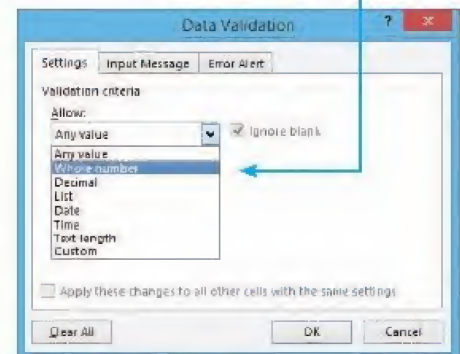 Data Validation ?
Settings Input Message Error Alert
Validation criteria
Allow:
Any value Ignore blank
Any value
Whole number
Decimal
List
Date
Time
Text length
Custom
Apply these changes to all other cells with the same settings
Clear All OK Cancel